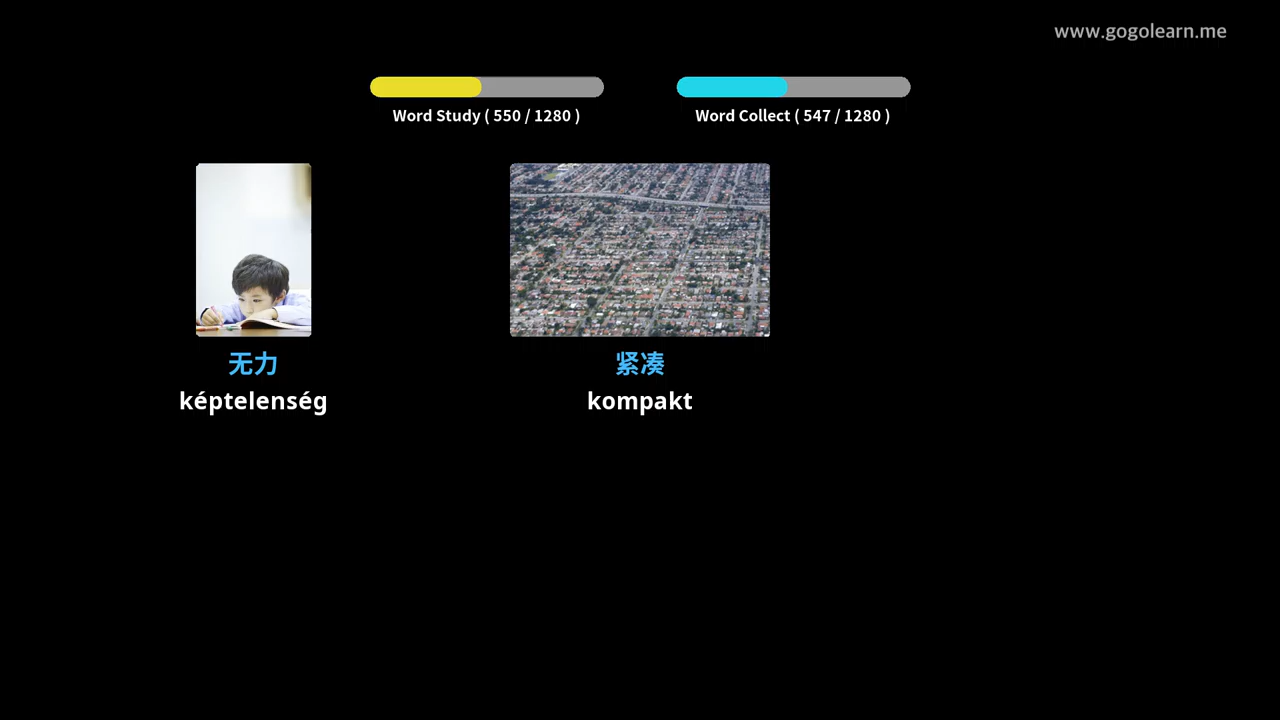 www.gogolearn.me
Word Study ( 550 / 1280 )
Word Collect ( 547 / 1280 )
无力
képtelenség
紧凑
kompakt